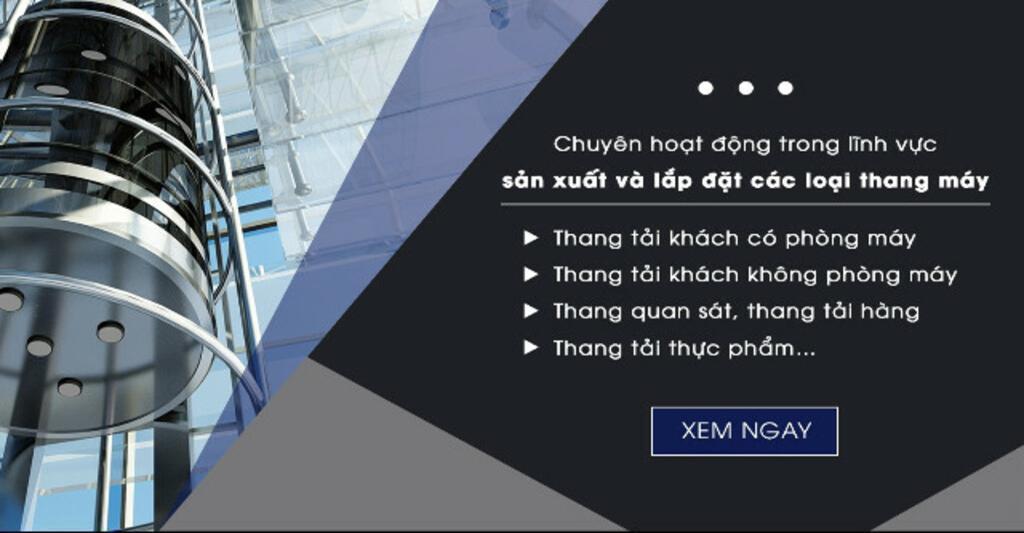 Chuyên hoạt động trong lĩnh vực
sản xuất và lắp đặt các loại thang máy
► Thang tải khách có phòng máy
► Thang tải khách không phòng máy
► Thang quan sát, thang tải hàng
► Thang tải thực phẩm...
XEM NGAY